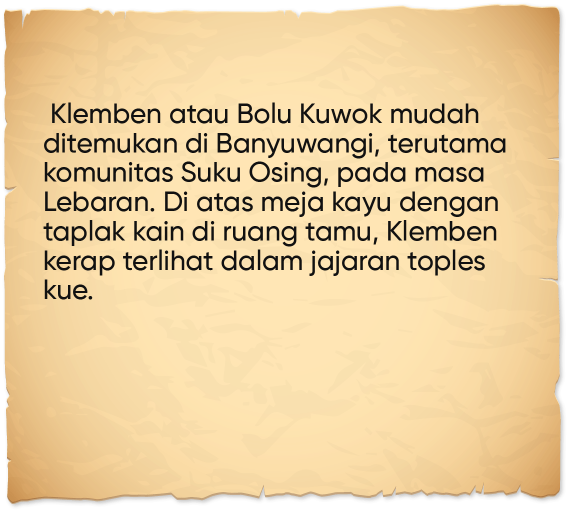 Klemben atau Bolu Kuwok mudah
ditemukan di Banyuwangi, terutama
komunitas Suku Osing, pada masa
Lebaran. Di atas meja kayu dengan
taplak kain di ruang tamu, Klemben
kerap terlihat dalam jajaran toples
kue.